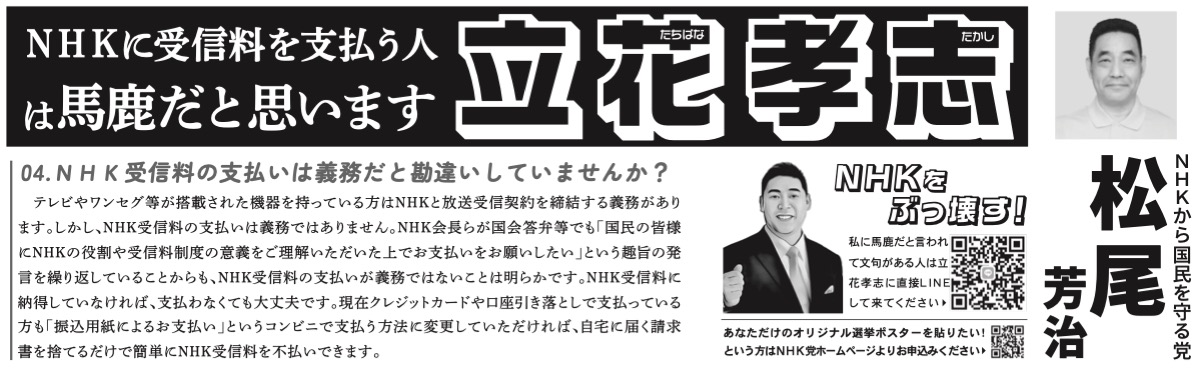 NHKに受信料を支払う人
は馬鹿だと思います
立花孝志
たちばな
たかし
04.NHK受信料の支払いは義務だと勘違いしていませんか？
テレビやワンセグ等が搭載された機器を持っている方はNHKと放送受信契約を締結する義務があり
ます。しかし、NHK受信料の支払いは義務ではありません。NHK会長らが国会答弁等でも「国民の皆様
にNHKの役割や受信料制度の意義をご理解いただいた上でお支払いをお願いしたい」という趣旨の発
言を繰り返していることからも、NHK受信料の支払いが義務ではないことは明らかです。NHK受信料に
納得していなければ、支払わなくても大丈夫です。現在クレジットカードや口座引き落としで支払っている
方も「振込用紙によるお支払い」というコンビニで支払う方法に変更していただければ、自宅に届く請求
書を捨てるだけで簡単にNHK受信料を不払いできます。
NHKを
ぶっ壊す!
私に馬鹿だと言われ
て文句がある人は立
花孝志に直接LINE
して来てください
あなただけのオリジナル選挙ポスターを貼りたい!
という方はNHK党ホームページよりお申込みください
NHKから国民を守る党
松尾
芳治